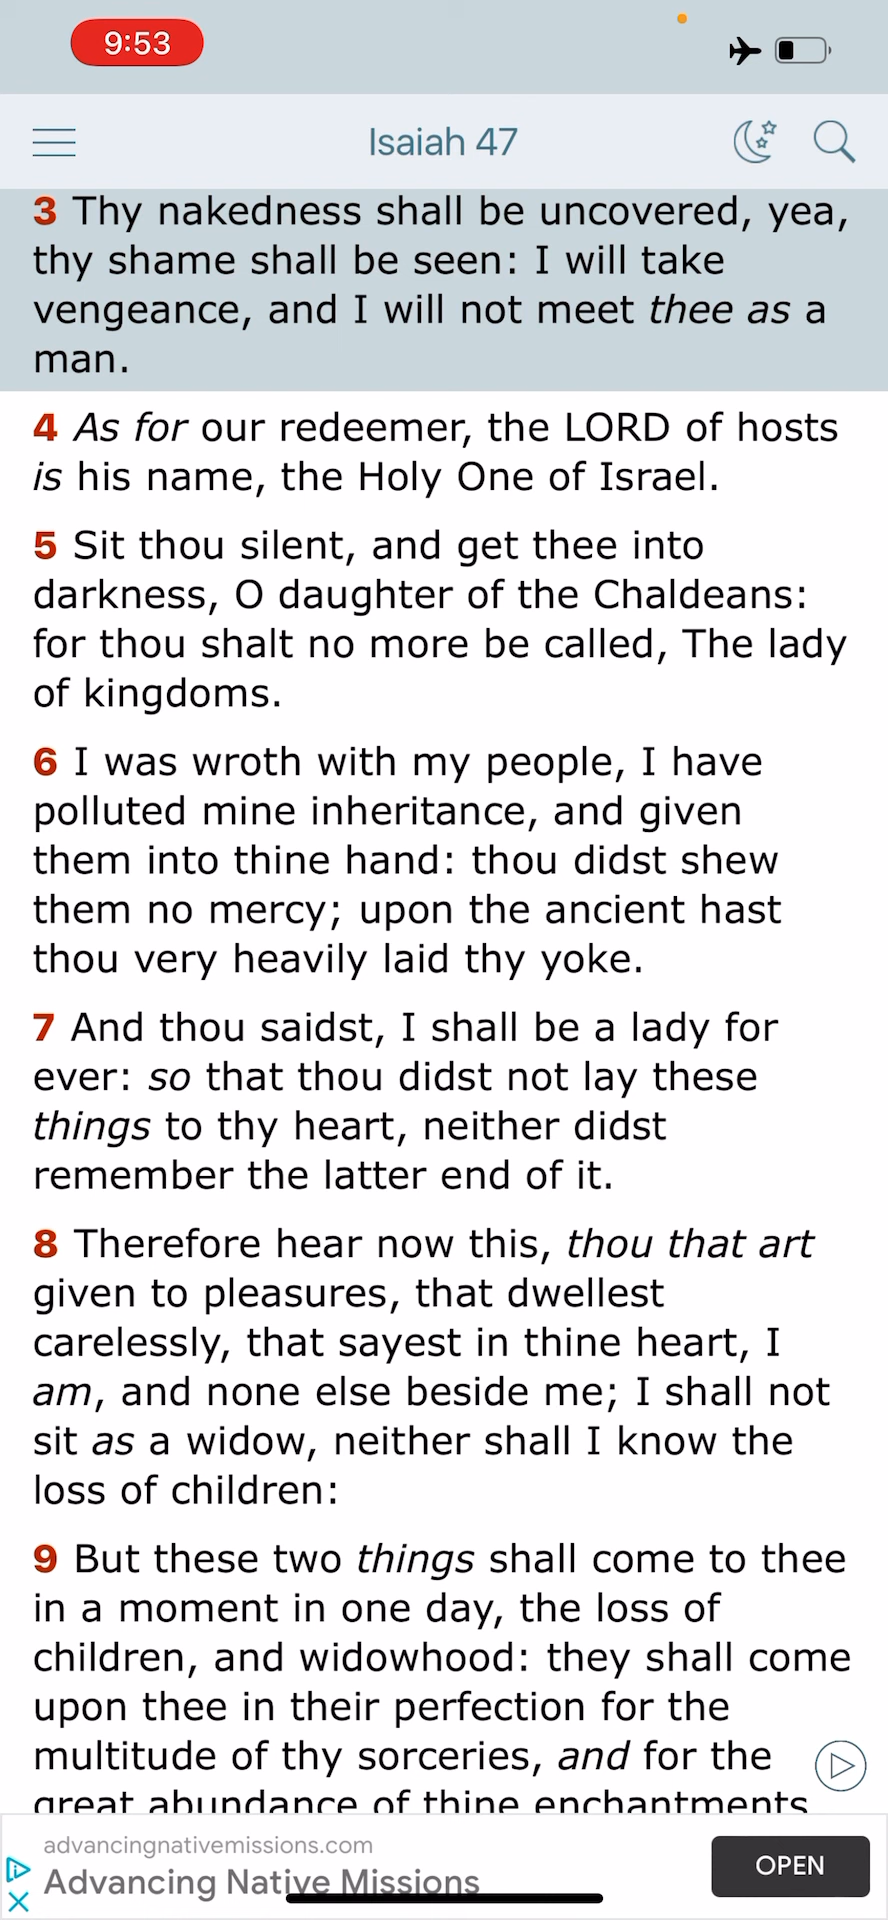 9:53
Isaiah 47
3 Thy nakedness shall be uncovered, yea,
thy shame shall be seen: I will take
vengeance, and I will not meet thee as a
man.
4 As for our redeemer, the LORD of hosts
is his name, the Holy One of Israel.
5 Sit thou silent, and get thee into
darkness, O daughter of the Chaldeans:
for thou shalt no more be called, The lady
of kingdoms.
6 I was wroth with my people, I have
polluted mine inheritance, and given
them into thine hand: thou didst shew
them no mercy; upon the ancient hast
thou very heavily laid thy yoke.
7 And thou saidst, I shall be a lady for
ever: so that thou didst not lay these
things to thy heart, neither didst
remember the latter end of it.
8 Therefore hear now this, thou that art
given to pleasures, that dwellest
carelessly, that sayest in thine heart, I
am, and none else beside me; I shall not
sit as a widow, neither shall I know the
loss of children:
9 But these two things shall come to thee
in a moment in one day, the loss of
children, and widowhood: they shall come
upon thee in their perfection for the
multitude of thy sorceries, and for the
great abundance of thine enchantments
advancingnativemissions.com
Advancing Native Missions
OPEN